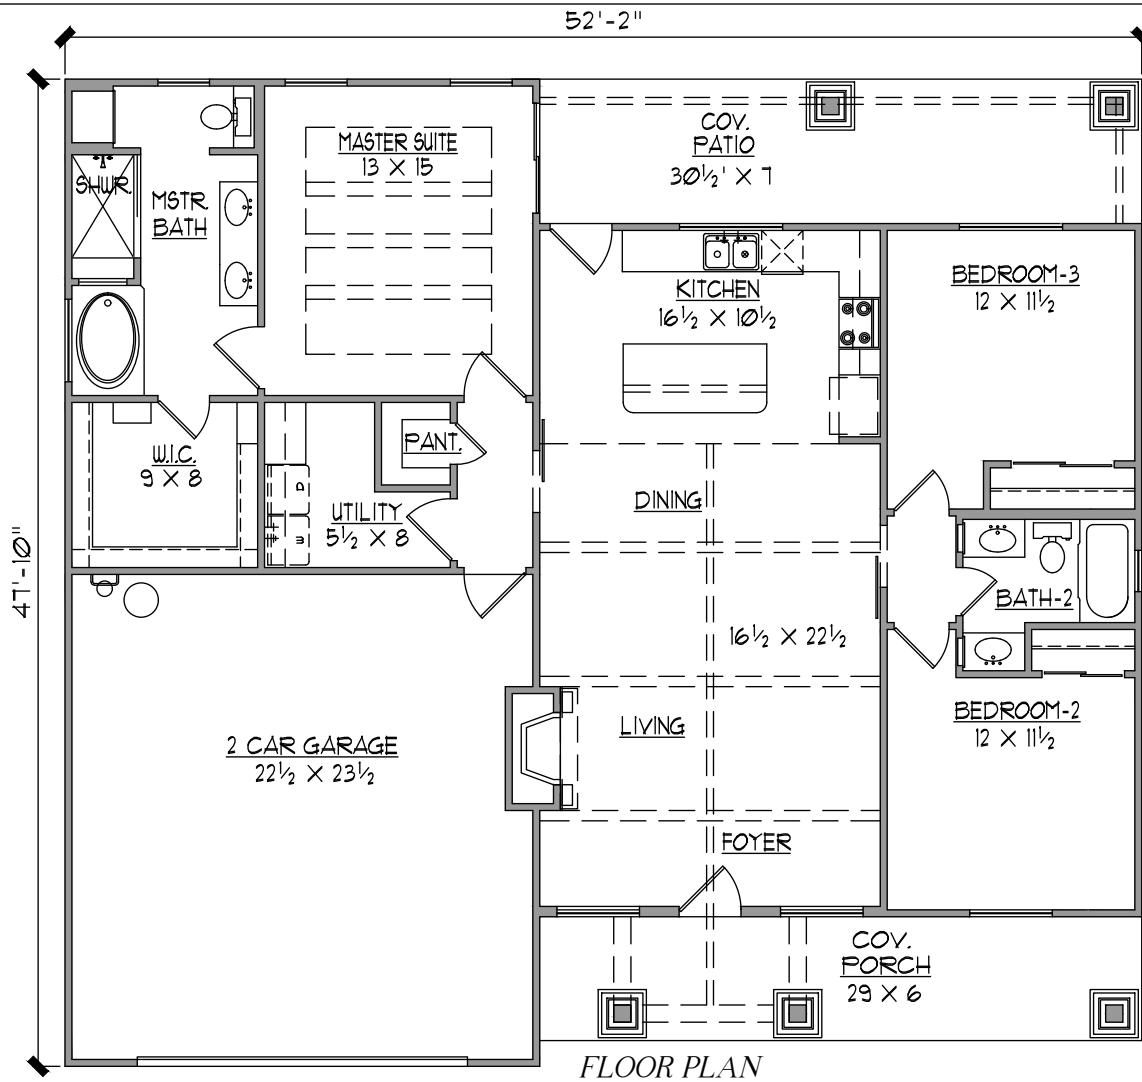 52'-2"
47'-10"
COV.
PATIO
30½' X 7
MASTER SUITE
13 X 15
SHWR.
MSTR.
BATH
KITCHEN
16½ X 10½
BEDROOM-3
12 X 11½
W.I.C.
9 X 8
PANT.
UTILITY
5½ X 8
D
W
DINING
16½ X 22½
BATH-2
LIVING
BEDROOM-2
12 X 11½
2 CAR GARAGE
22½ X 23½
FOYER
COV.
PORCH
29 X 6
FLOOR PLAN